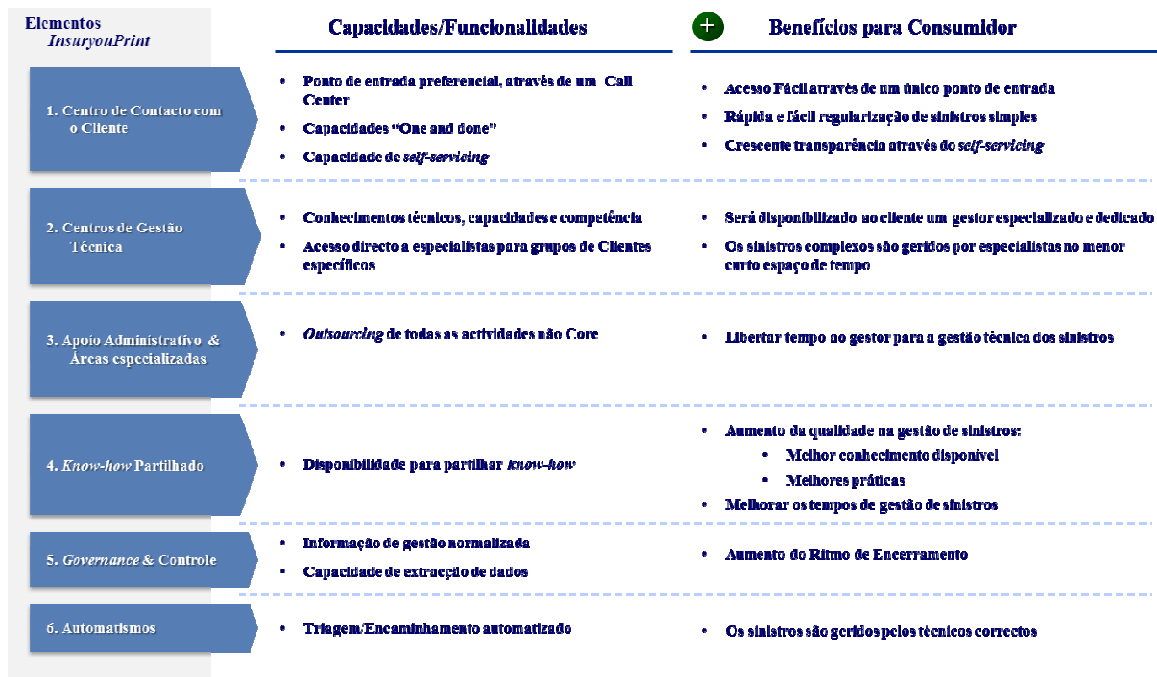 Elementos
InsuryouPrint
Capacidades/Funcionalidades
+
Benefícios para Consumidor
1. Centro de Contacto com
o Cliente
• Ponto de entrada preferencial, através de um Call
Center
• Capacidades “One and done”
• Capacidade de self-servicing
• Acesso Fácil através de um único ponto de entrada
• Rápida e fácil regularização de sinistros simples
• Crescente transparência através do self-servicing
2. Centros de Gestão
Técnica
• Conhecimentos técnicos, capacidades e competência
• Acesso directo a especialistas para grupos de Clientes
específicos
• Será disponibilizado ao cliente um gestor especializado e dedicado
• Os sinistros complexos são geridos por especialistas no menor
curto espaço de tempo
3. Apoio Administrativo &
Áreas especializadas
• Outsourcing de todas as actividades não Core
• Libertar tempo ao gestor para a gestão técnica dos sinistros
4. Know-how Partilhado
• Disponibilidade para partilhar know-how
• Aumento da qualidade na gestão de sinistros:
• Melhor conhecimento disponível
• Melhores práticas
• Melhorar os tempos de gestão de sinistros
5. Governance & Controle
• Informação de gestão normalizada
• Capacidade de extracção de dados
• Aumento do Ritmo de Encerramento
6. Automatismos
• Triagem/Encaminhamento automatizado
• Os sinistros são geridos pelos técnicos correctos